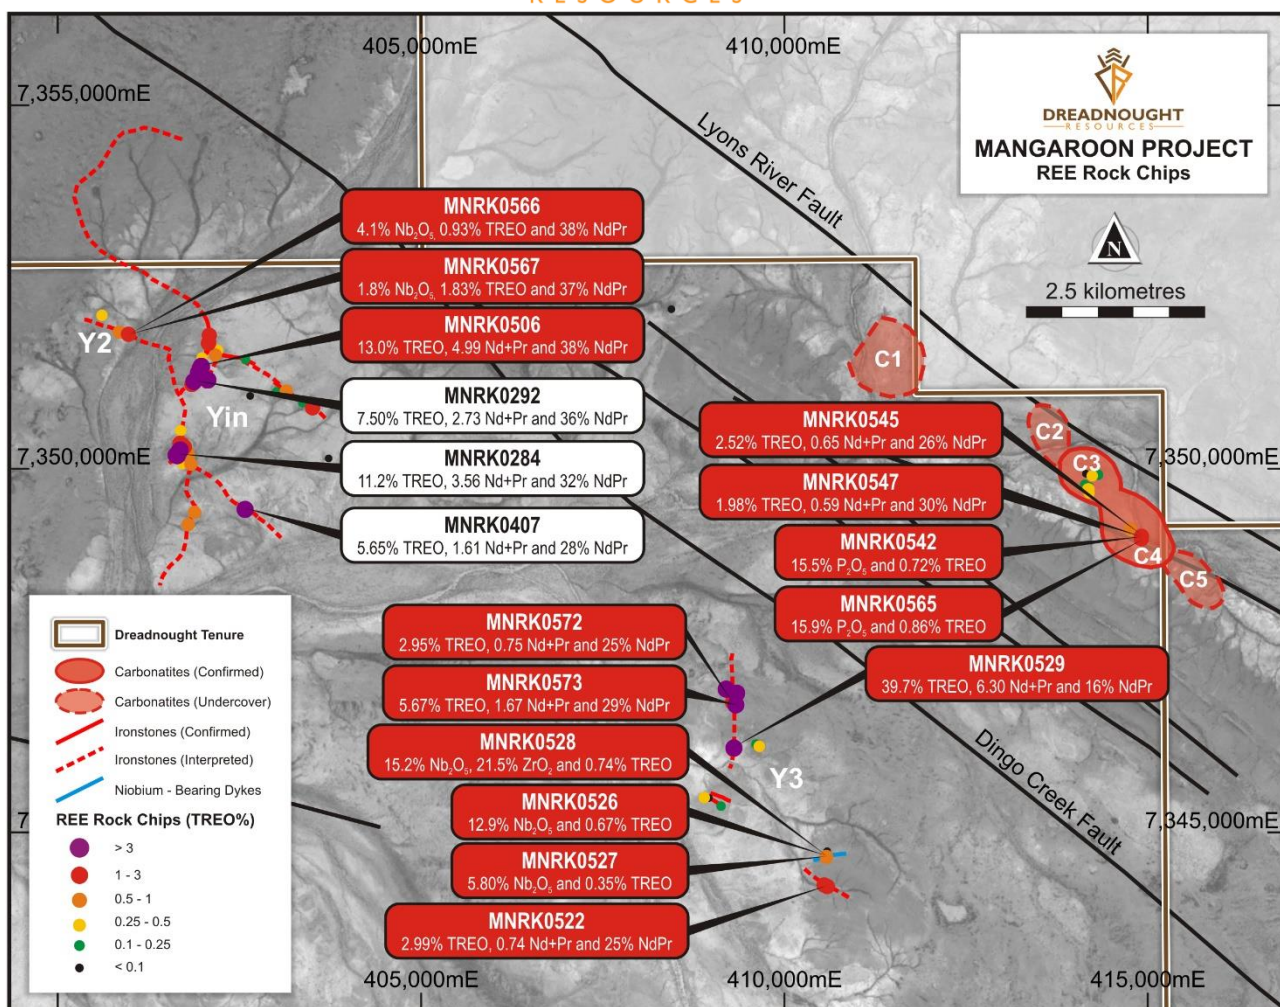 RESOURCES
405,000mE
410,000mE
7,355,000mE
DREADNOUGHT
RESOURCES
MANGAROON PROJECT
REE Rock Chips
Lyons River Fault
N
2.5 kilometres
MNRK0566
4.1% Nb₂O₅, 0.93% TREO and 38% NdPr
MNRK0567
1.8% Nb₂O₅, 1.83% TREO and 37% NdPr
MNRK0506
13.0% TREO, 4.99 Nd+Pr and 38% NdPr
MNRK0292
7.50% TREO, 2.73 Nd+Pr and 36% NdPr
MNRK0284
11.2% TREO, 3.56 Nd+Pr and 32% NdPr
MNRK0407
5.65% TREO, 1.61 Nd+Pr and 28% NdPr
Y2
Yin
7,350,000mE
C1
C2
C3
C4
C5
7,350,000mE
MNRK0545
2.52% TREO, 0.65 Nd+Pr and 26% NdPr
MNRK0547
1.98% TREO, 0.59 Nd+Pr and 30% NdPr
MNRK0542
15.5% P₂O₅ and 0.72% TREO
MNRK0565
15.9% P₂O₅ and 0.86% TREO
MNRK0529
39.7% TREO, 6.30 Nd+Pr and 16% NdPr
MNRK0572
2.95% TREO, 0.75 Nd+Pr and 25% NdPr
MNRK0573
5.67% TREO, 1.67 Nd+Pr and 29% NdPr
MNRK0528
15.2% Nb₂O₅, 21.5% ZrO₂ and 0.74% TREO
MNRK0526
12.9% Nb₂O₅ and 0.67% TREO
MNRK0527
5.80% Nb₂O₅ and 0.35% TREO
MNRK0522
2.99% TREO, 0.74 Nd+Pr and 25% NdPr
Y3
Dingo Creek Fault
7,345,000mE
Dreadnought Tenure
Carbonatites (Confirmed)
Carbonatites (Undercover)
Ironstones (Confirmed)
Ironstones (Interpreted)
Niobium - Bearing Dykes
REE Rock Chips (TREO%)
> 3
1 - 3
0.5 - 1
0.25 - 0.5
0.1 - 0.25
< 0.1
405,000mE
410,000mE
415,000mE